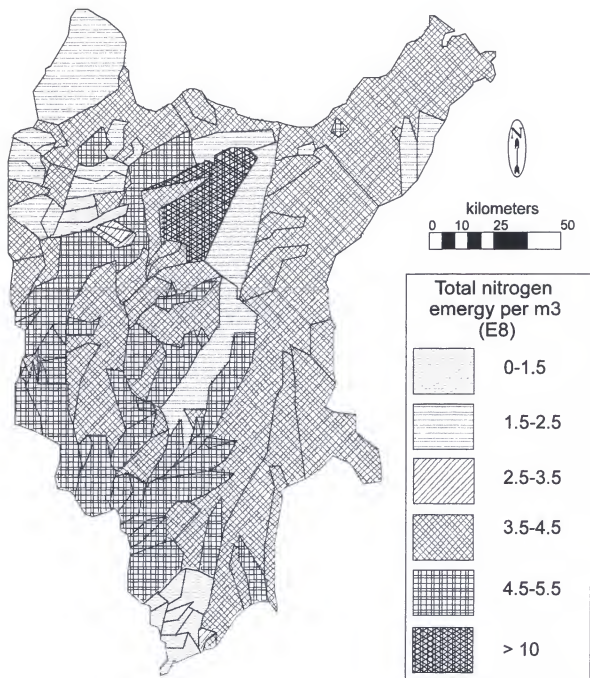 N
kilometers
0 10 25 50
Total nitrogen
emergy per m3
(E8)
0-1.5
1.5-2.5
2.5-3.5
3.5-4.5
4.5-5.5
> 10